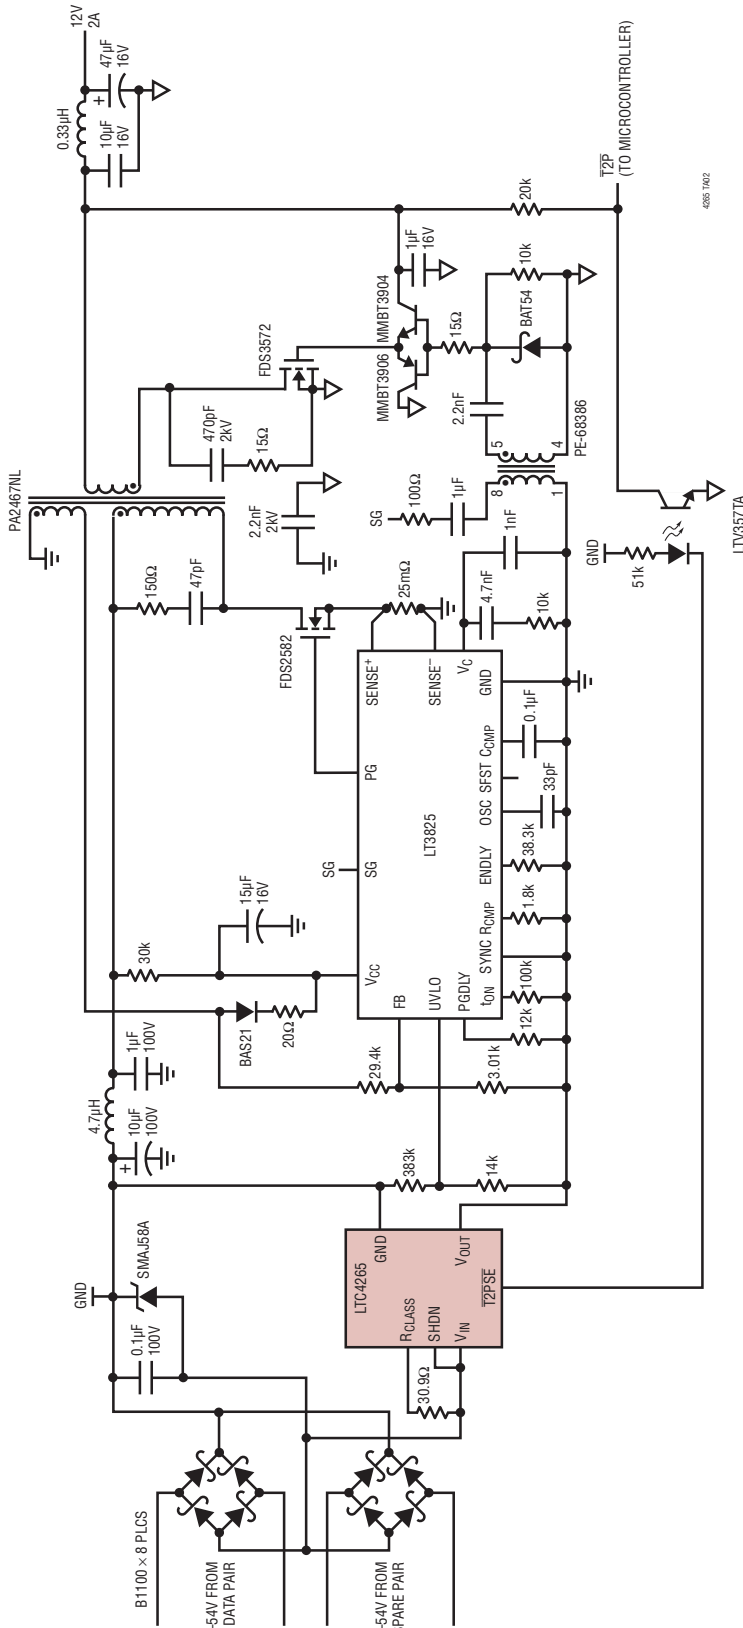 B1100 × 8 PLCS
–54V FROM
DATA PAIR
–54V FROM
SPARE PAIR
0.1µF
100V
GND
SMAJ58A
10µF
100V
+
4.7µH
1µF
100V
30.9Ω
LTC4265
RCLASS
SHDN
VIN
T2PSE
GND
VOUT
383k
14k
29.4k
3.01k
BAS21
20Ω
30k
15µF
16V
SG
LT3825
VCC
SG
PG
FB
UVLO
PGDLY
tON
SYNC
RCMP
ENDLY
OSC
SFST
CCMP
GND
SENSE+
SENSE–
VC
12k
100k
1.8k
38.3k
33pF
0.1µF
FDS2582
25mΩ
150Ω
47pF
PA2467NL
4.7nF
10k
1nF
2.2nF
2kV
SG
100Ω
1µF
8
1
5
4
PE-68386
470pF
2kV
15Ω
FDS3572
MMBT3906
MMBT3904
1µF
16V
15Ω
2.2nF
BAT54
10k
20k
10µF
16V
0.33µH
+
47µF
16V
12V
2A
GND
51k
LTV357TA
T2P
(TO MICROCONTROLLER)
4265 TA02